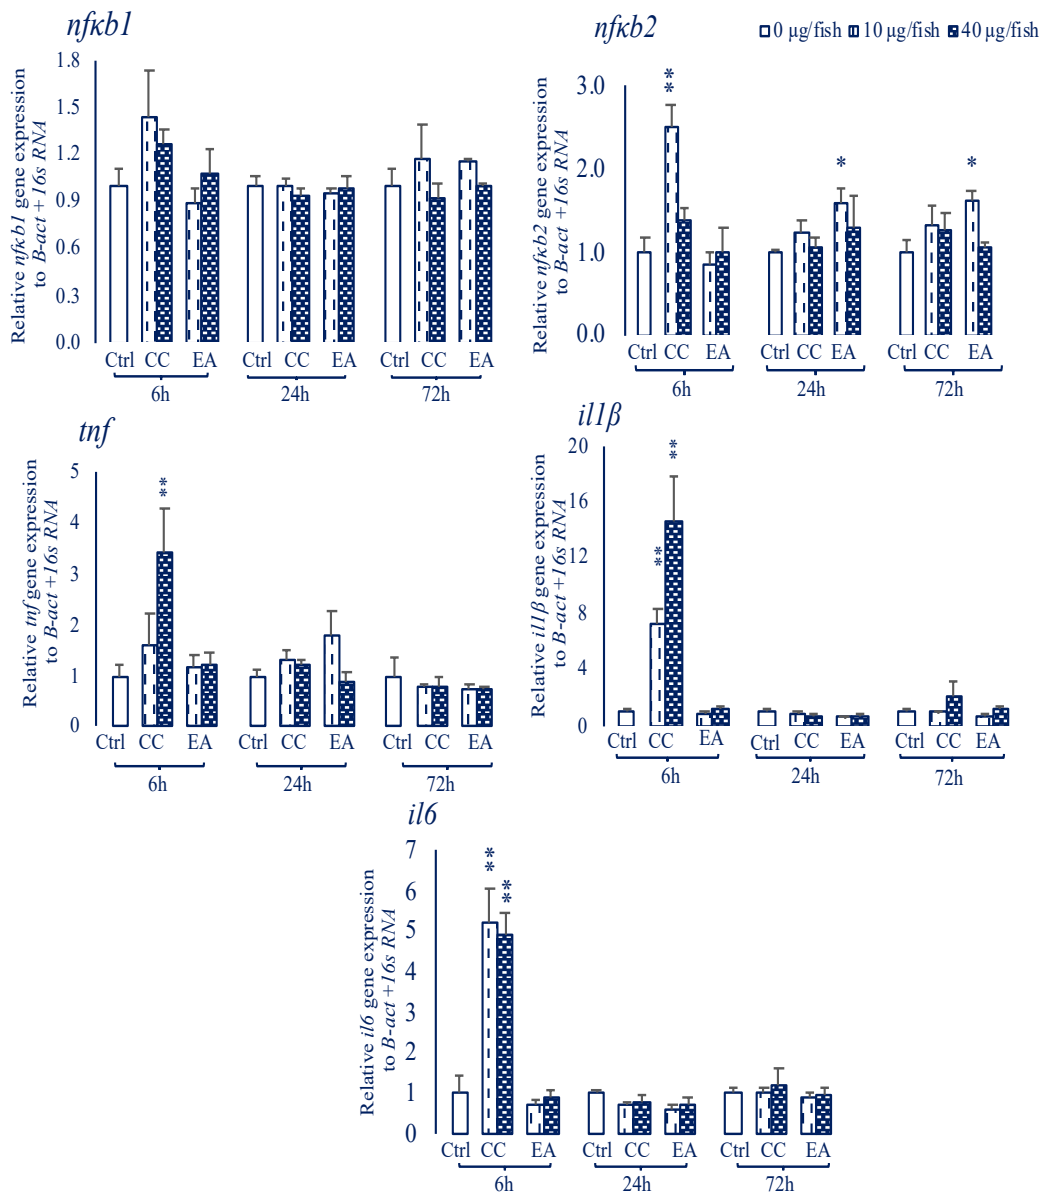 nfκb1
nfκb2
0 μg/fish 10 μg/fish 40 μg/fish
Relative nfκb1 gene expression
to B-act +16s RNA
1.8
1.5
1.2
0.9
0.6
0.3
0.0
Ctrl CC EA Ctrl CC EA Ctrl CC EA
6h 24h 72h
Relative nfκb2 gene expression
to B-act +16s RNA
3.0
2.0
1.0
0.0
**
*
*
Ctrl CC EA Ctrl CC EA Ctrl CC EA
6h 24h 72h
tnf
Relative tnf gene expression
to B-act +16s RNA
5
4
3
2
1
0
**
Ctrl CC EA Ctrl CC EA Ctrl CC EA
6h 24h 72h
il1β
Relative il1β gene expression
to B-act +16s RNA
20
16
12
8
4
0
**
**
Ctrl CC EA Ctrl CC EA Ctrl CC EA
6h 24h 72h
il6
Relative il6 gene expression
to B-act +16s RNA
7
6
5
4
3
2
1
0
**
**
Ctrl CC EA Ctrl CC EA Ctrl CC EA
6h 24h 72h